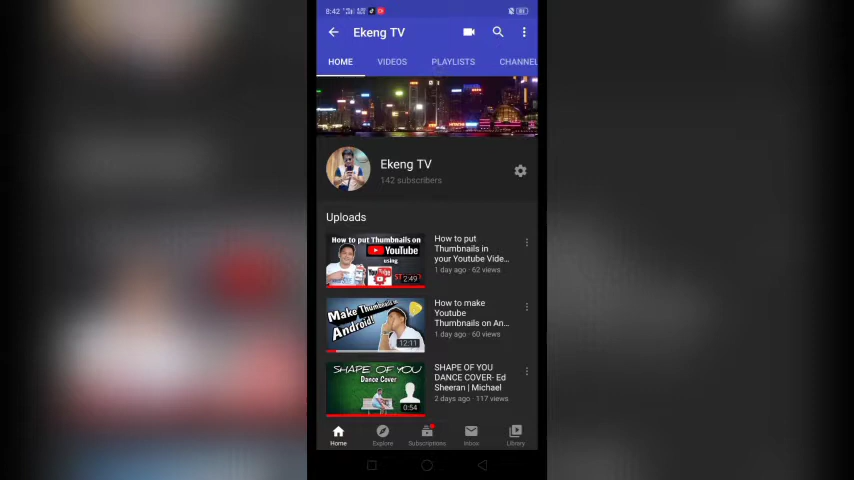 8:42
Ekeng TV
HOME VIDEOS PLAYLISTS CHANNEL
Ekeng TV
142 subscribers
Uploads
How to put Thumbnails on
YouTube
using
2:49
How to put
Thumbnails in
your Youtube Vide...
1 day ago · 62 views
Make Thumbnail in
Android!
12:11
How to make
Youtube
Thumbnails on An...
1 day ago · 60 views
SHAPE OF YOU
Dance Cover
0:54
SHAPE OF YOU
DANCE COVER- Ed
Sheeran | Michael
2 days ago · 117 views
Home Explore Subscriptions Inbox Library